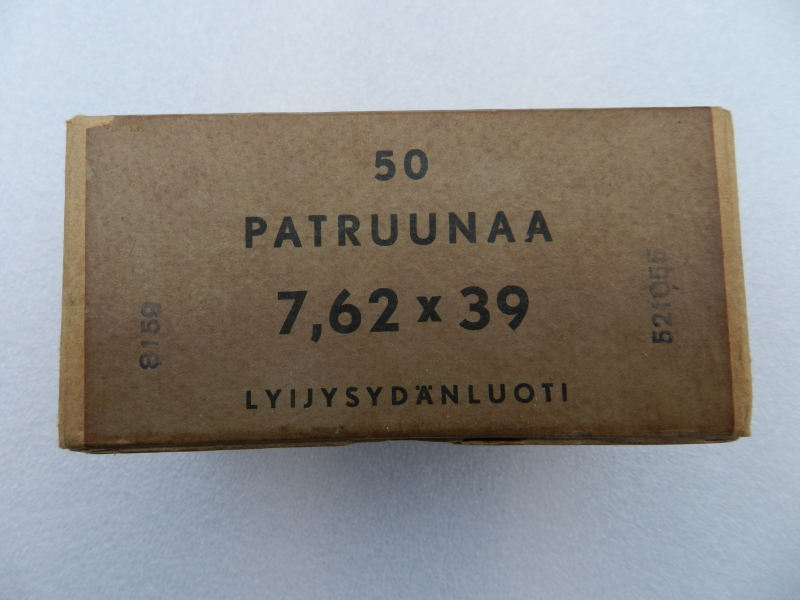 50
PATRUUNAA
7,62 x 39
LYIJYSYDÄNLUOTI
8159
521055